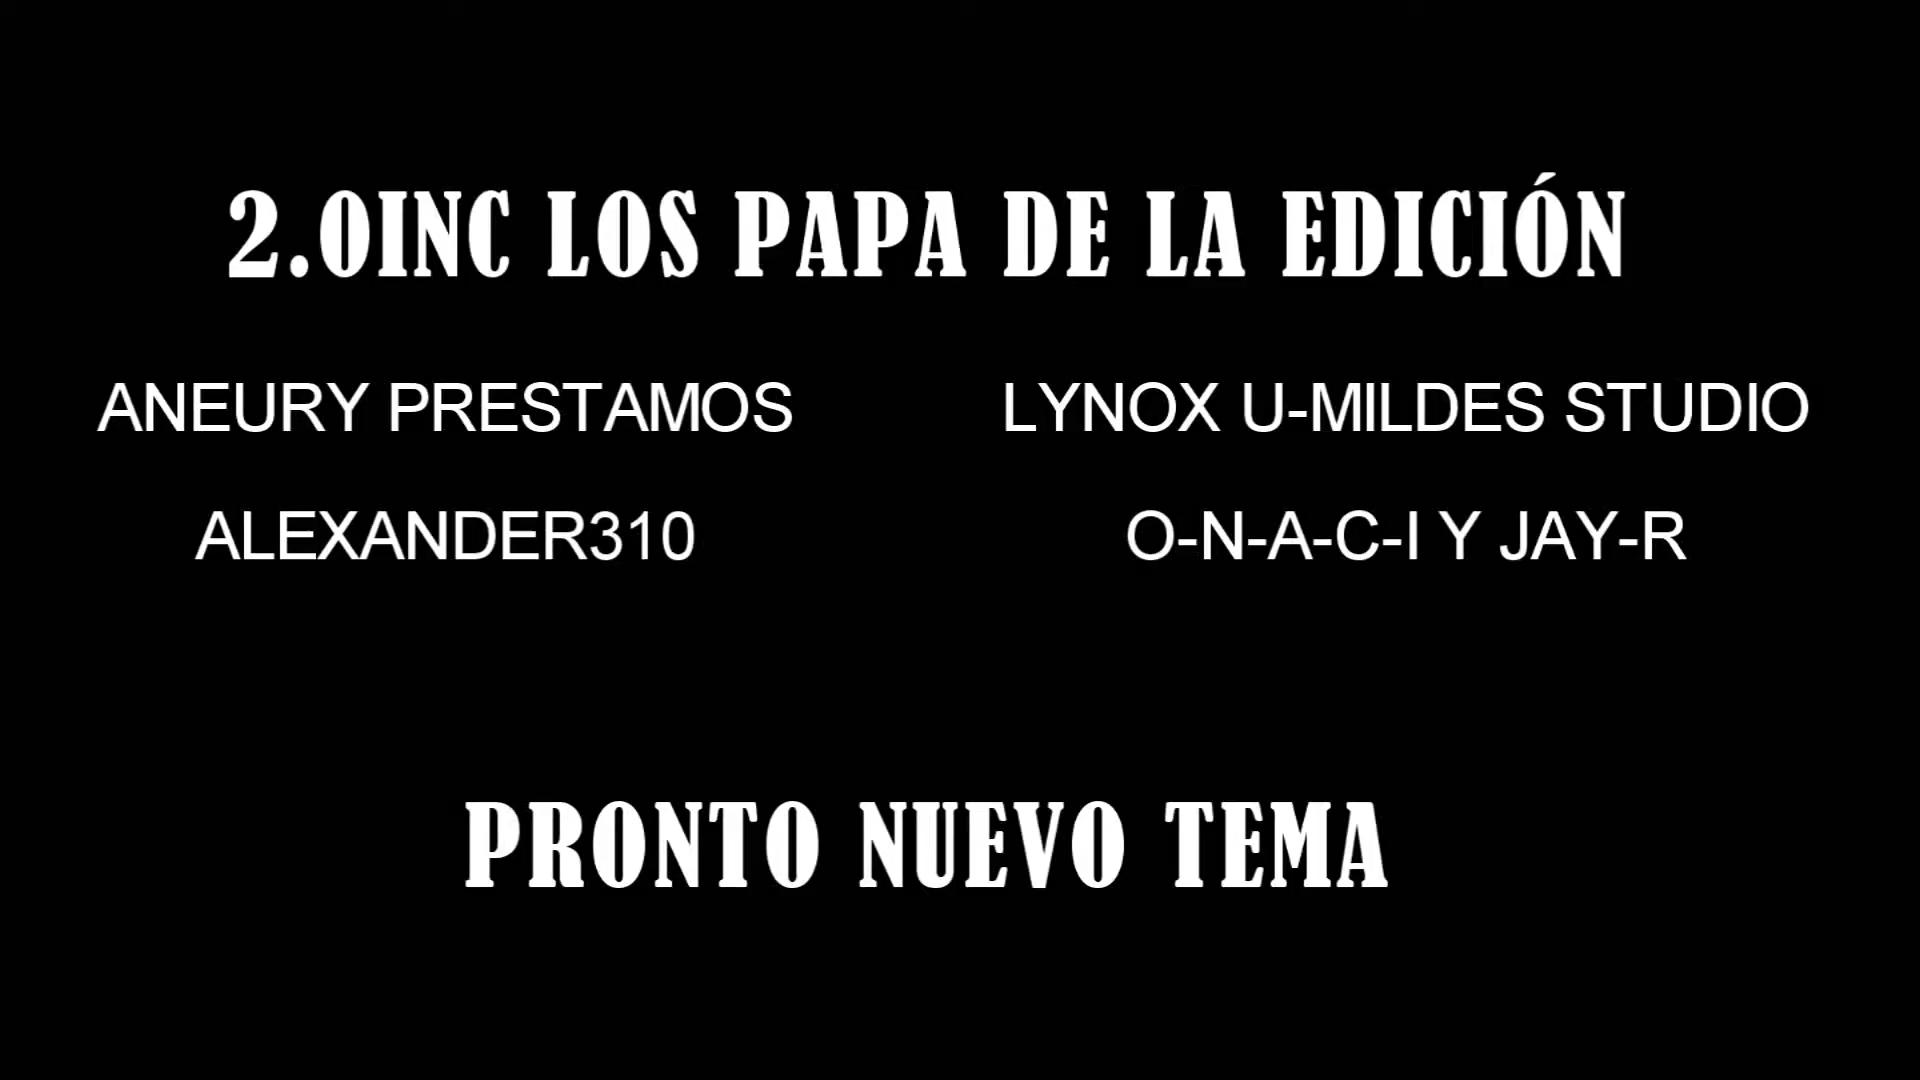 2.0INC LOS PAPA DE LA EDICIÓN
ANEURY PRESTAMOS
LYNOX U-MILDES STUDIO
ALEXANDER310
O-N-A-C-I Y JAY-R
PRONTO NUEVO TEMA